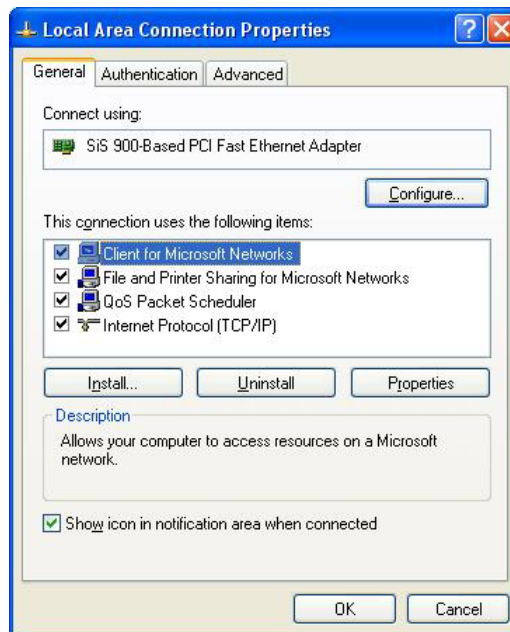 Local Area Connection Properties
General Authentication Advanced
Connect using:
SiS 900-Based PCI Fast Ethernet Adapter
Configure...
This connection uses the following items:
Client for Microsoft Networks
File and Printer Sharing for Microsoft Networks
QoS Packet Scheduler
Internet Protocol (TCP/IP)
Install... Uninstall Properties
Description
Allows your computer to access resources on a Microsoft
network.
Show icon in notification area when connected
OK Cancel